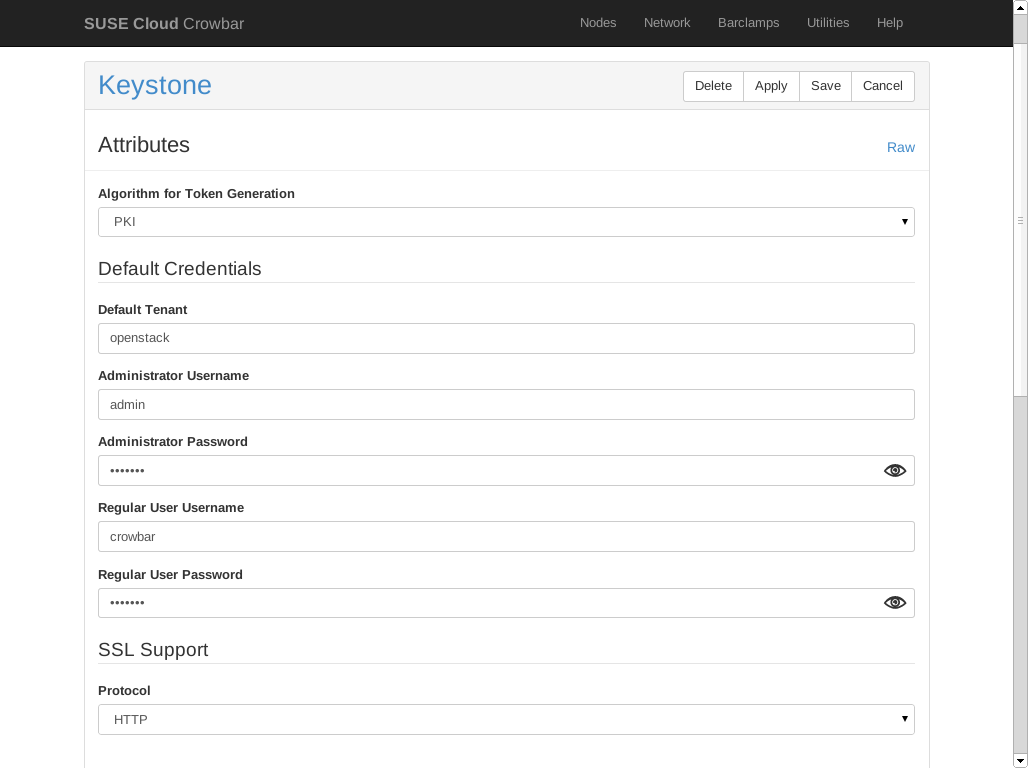 SUSE Cloud Crowbar Nodes Network Barclamps Utilities Help
Keystone Delete Apply Save Cancel
Attributes Raw
Algorithm for Token Generation
PKI
Default Credentials
Default Tenant
openstack
Administrator Username
admin
Administrator Password
•••••••
Regular User Username
crowbar
Regular User Password
•••••••
SSL Support
Protocol
HTTP